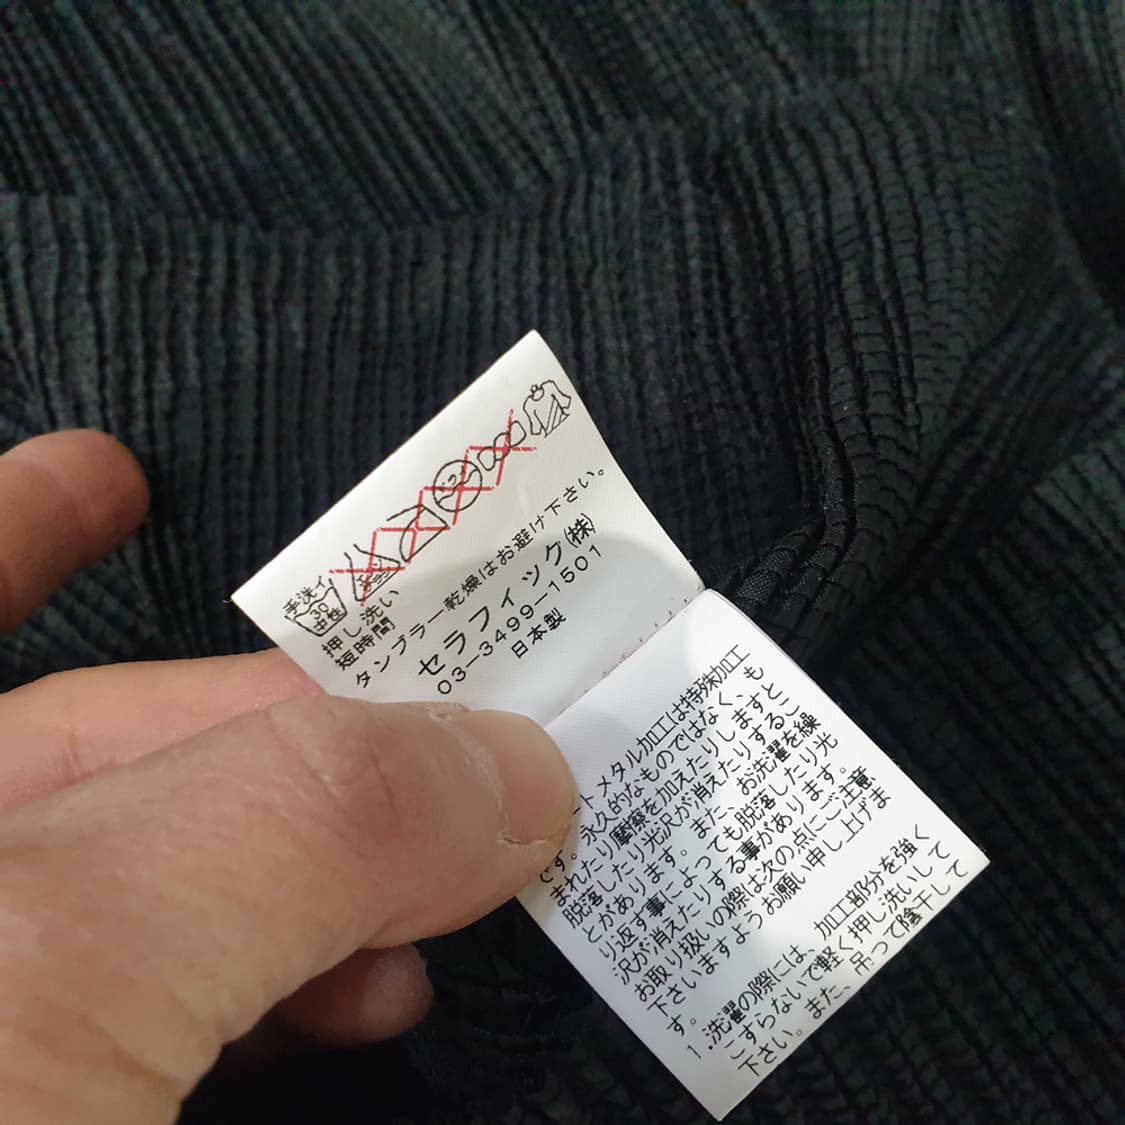 手洗イ
30
中性
押し洗い
短時間
タンブラー乾燥はお避け下さい。
セラフィック(株)
03-3499-1501
日本製
ートメタル加工は特殊加工
です。永久的なものではなく、も
まれたり摩擦を加えたりしますと
脱落したり光沢が消えたりするこ
とがあります。また、お洗濯を繰
り返す事によっても脱落したり光
沢が消えたりする事があります。
お取り扱いの際は次の点にご注意
下さいますようお願い申し上げま
す。
1.洗濯の際には、加工部分を強く
こすらないで軽く押し洗いして
下さい。また、吊って陰干して